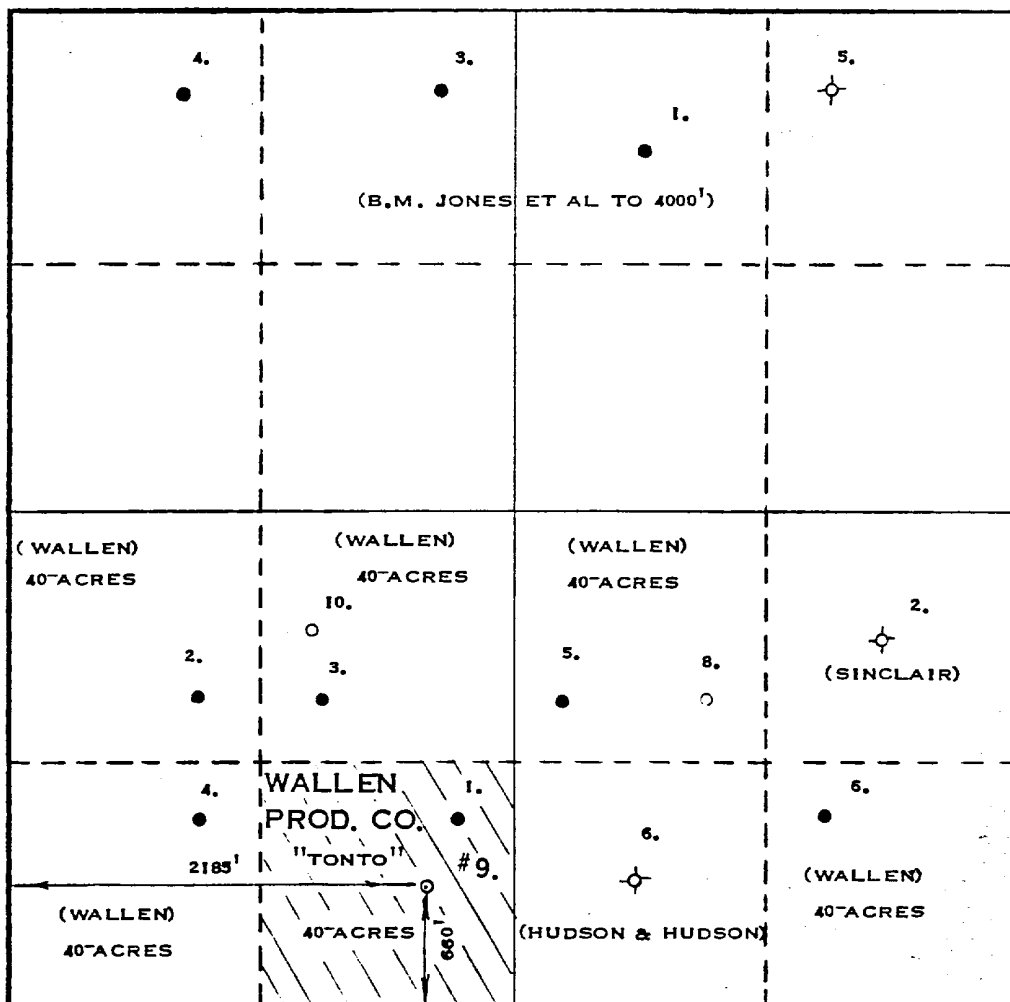 4.
3.
5.
1.
(B.M. JONES ET AL TO 4000')
(WALLEN)
40-ACRES
(WALLEN)
40-ACRES
(WALLEN)
40-ACRES
10.
2.
2.
3.
5.
8.
(SINCLAIR)
WALLEN
PROD. CO.
"TONTO"
4.
1.
6.
6.
#9.
2185'
(WALLEN)
40-ACRES
40-ACRES
660'
(HUDSON & HUDSON)
(WALLEN)
40-ACRES